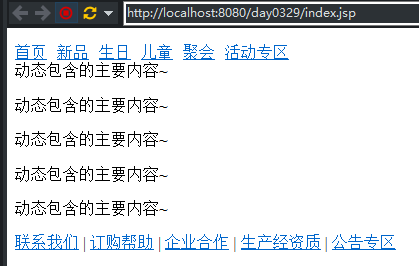 http://localhost:8080/day0329/index.jsp
首页 新品 生日 儿童 聚会 活动专区
动态包含的主要内容~
动态包含的主要内容~
动态包含的主要内容~
动态包含的主要内容~
动态包含的主要内容~
联系我们 | 订购帮助 | 企业合作 | 生产经资质 | 公告专区